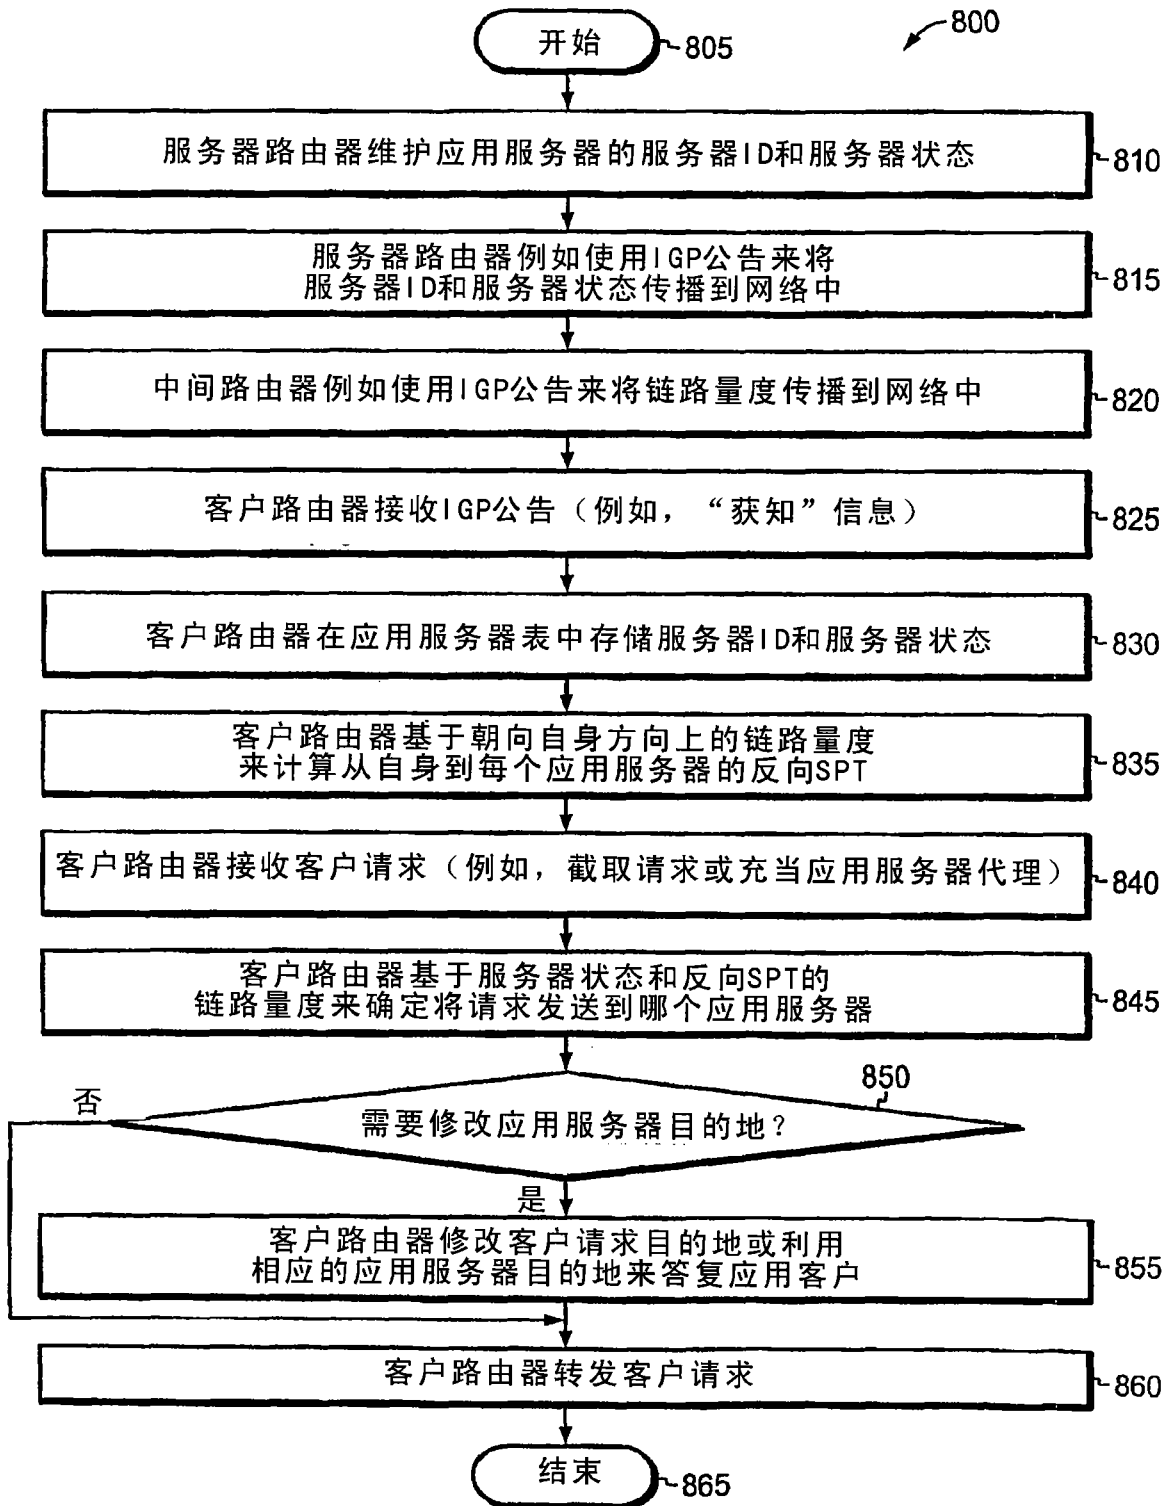 800
开始
805
服务器路由器维护应用服务器的服务器ID和服务器状态
810
服务器路由器例如使用IGP公告来将
服务器ID和服务器状态传播到网络中
815
中间路由器例如使用IGP公告来将链路量度传播到网络中
820
客户路由器接收IGP公告（例如，“获知”信息）
825
客户路由器在应用服务器表中存储服务器ID和服务器状态
830
客户路由器基于朝向自身方向上的链路量度
来计算从自身到每个应用服务器的反向SPT
835
客户路由器接收客户请求（例如，截取请求或充当应用服务器代理）
840
客户路由器基于服务器状态和反向SPT的
链路量度来确定将请求发送到哪个应用服务器
845
850
否
需要修改应用服务器目的地？
是
客户路由器修改客户请求目的地或利用
相应的应用服务器目的地来答复应用客户
855
客户路由器转发客户请求
860
结束
865